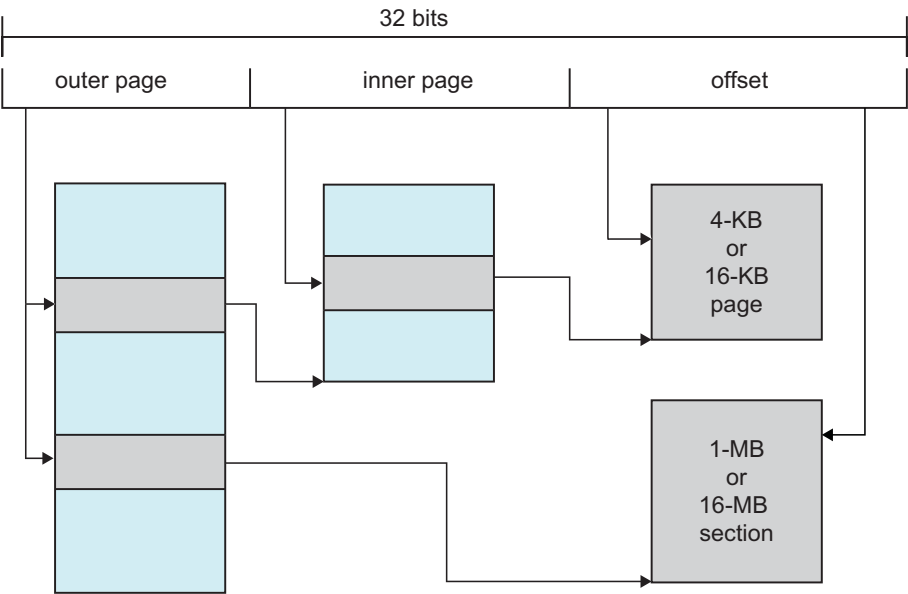 32 bits
outer page
inner page
offset
4-KB
or
16-KB
page
1-MB
or
16-MB
section